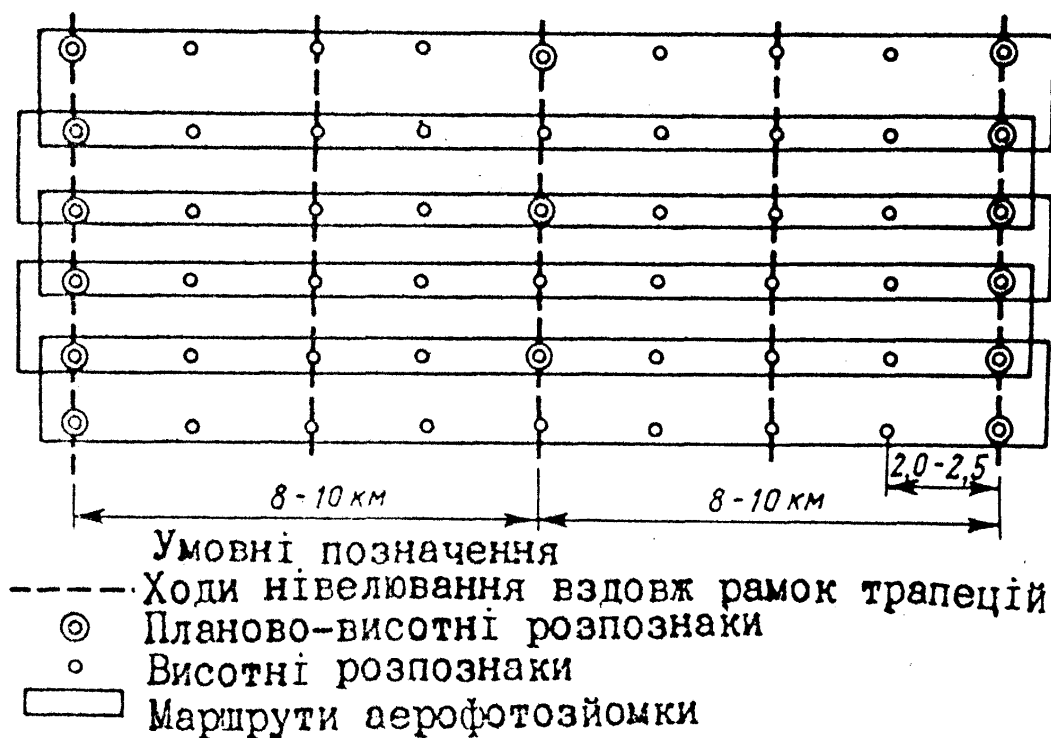 2,0-2,5
8-10 км 8-10 км
Умовні позначення
Ходи нівелювання вздовж рамок трапецій
Планово-висотні розпознаки
Висотні розпознаки
Маршрути аерофотозйомки